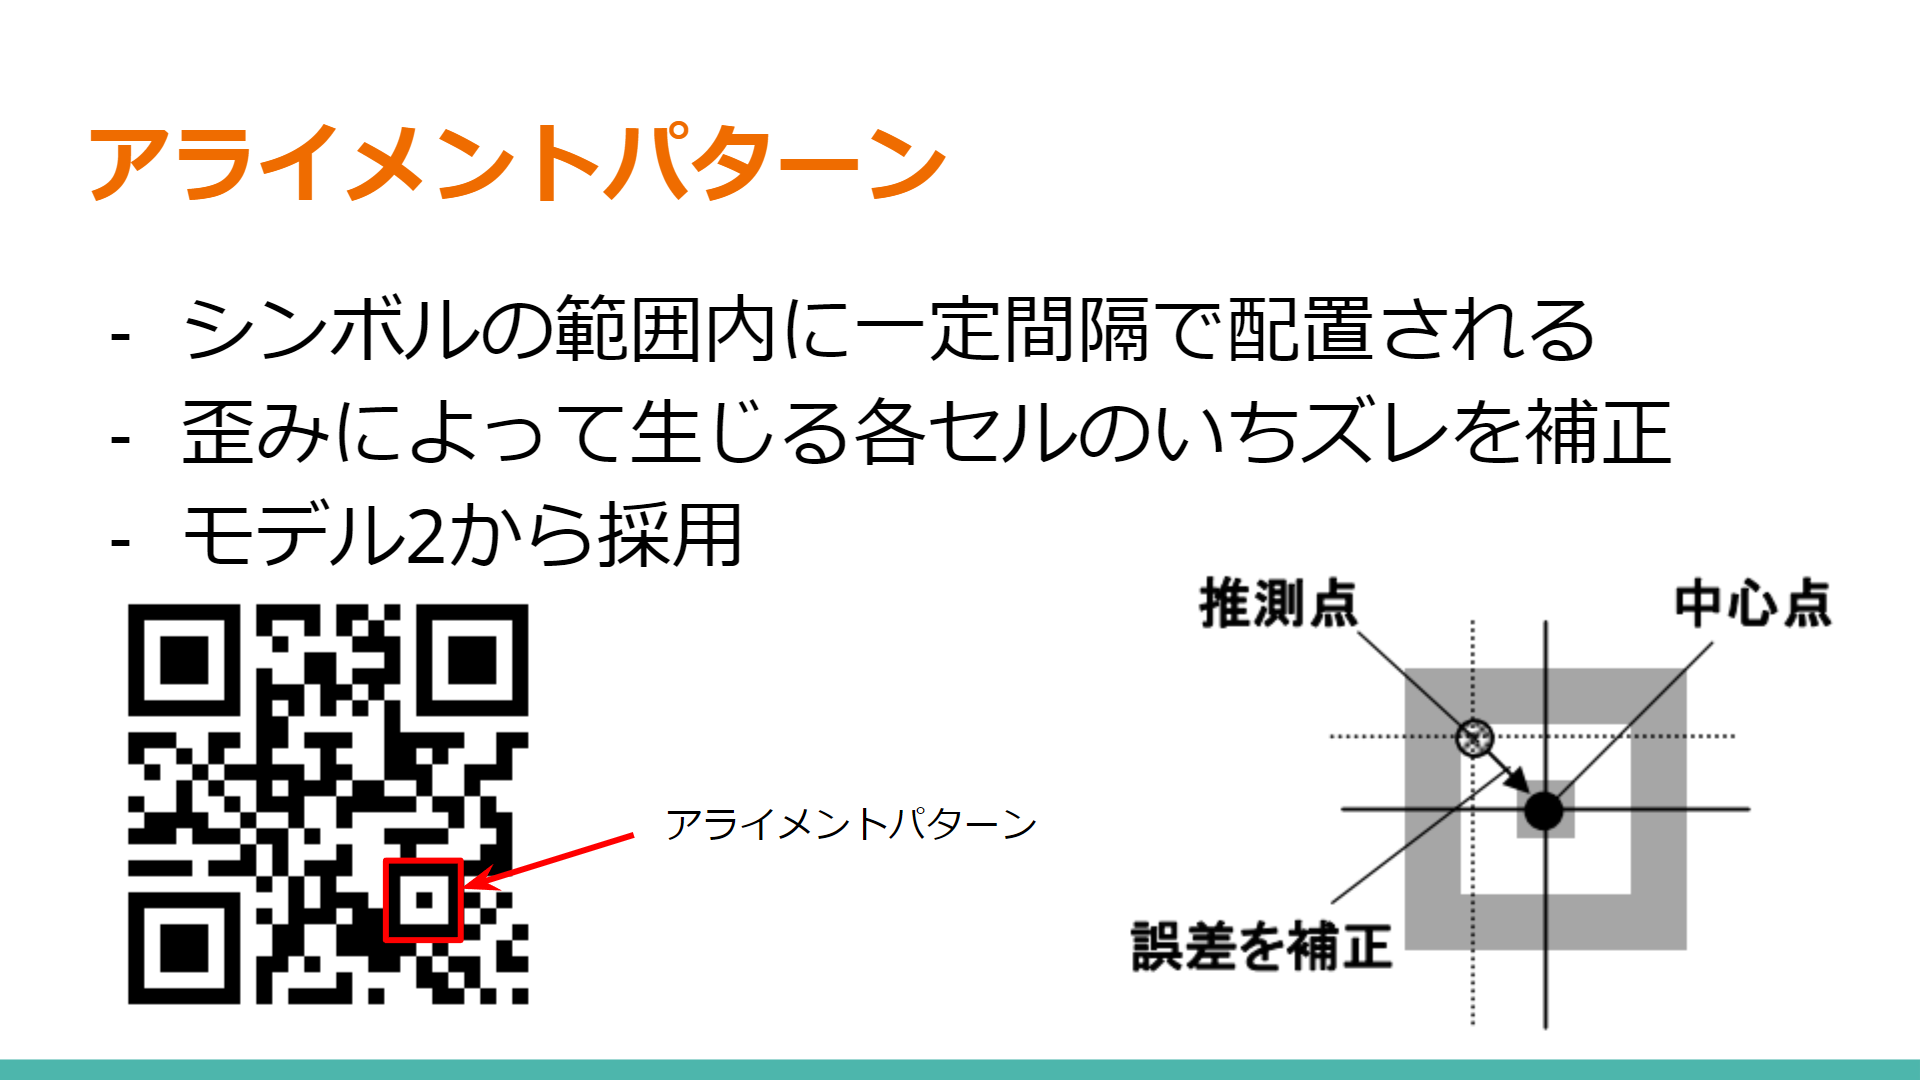 アライメントパターン
- シンボルの範囲内に一定間隔で配置される
- 歪みによって生じる各セルのいちズレを補正
- モデル2から採用
推測点
中心点
アライメントパターン
誤差を補正